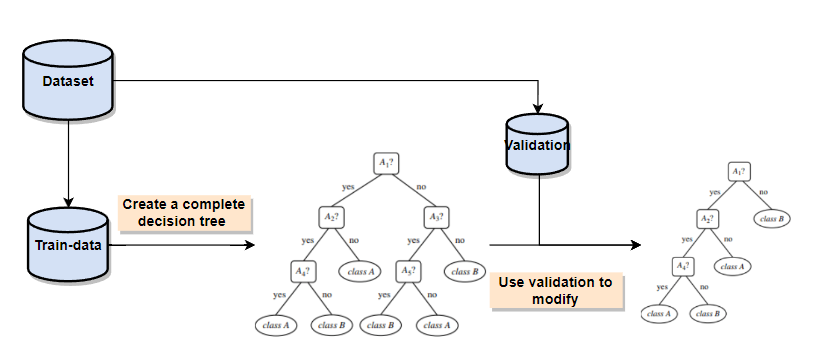 Dataset
Validation
Train-data
Create a complete
decision tree
A₁?
yes
no
A₂?
A₃?
yes
no
yes
no
A₄?
class A
A₅?
class B
yes
no
yes
no
class A
class B
class B
class A
Use validation to
modify
A₁?
yes
no
A₂?
class B
yes
no
A₄?
class A
yes
no
class A
class B